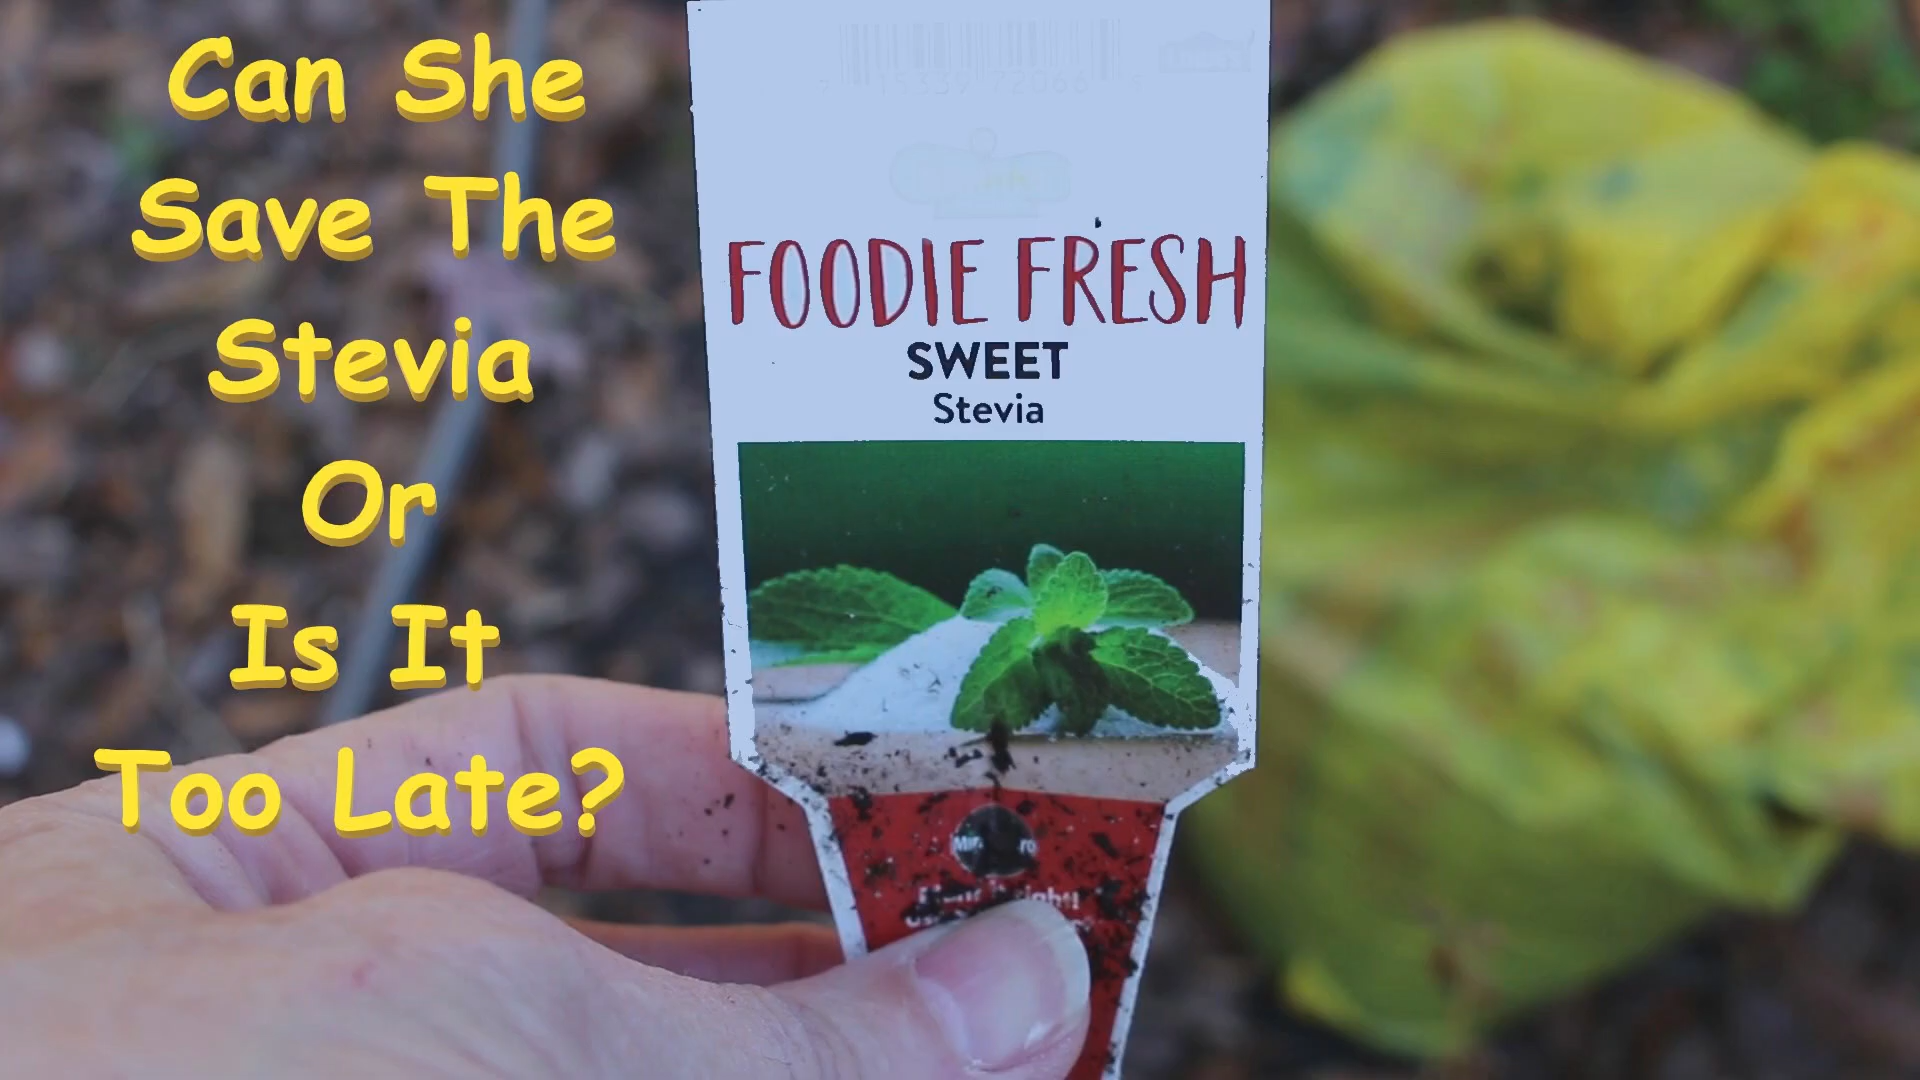 Can She
Save The
Stevia
Or
Is It
Too Late?
FOODIE FRESH
SWEET
Stevia